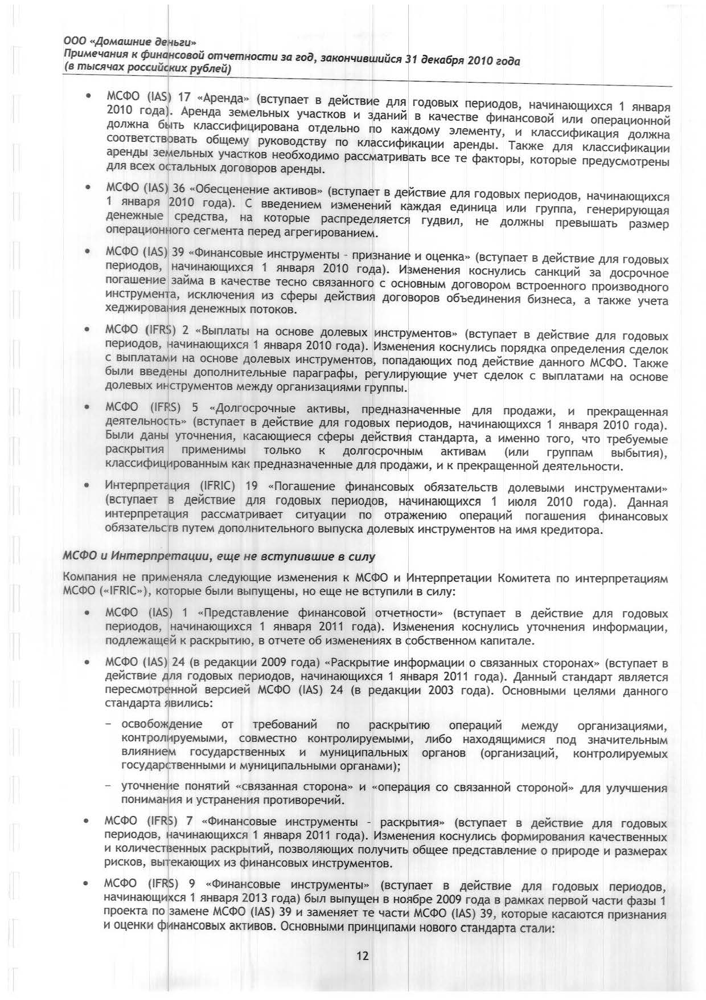 ООО «Домашние деньги»
Примечания к финансовой отчетности за год, закончившийся 31 декабря 2010 года
(в тысячах российских рублей)
• МСФО (IAS) 17 «Аренда» (вступает в действие для годовых периодов, начинающихся 1 января
2010 года). Аренда земельных участков и зданий в качестве финансовой или операционной
должна быть классифицирована отдельно по каждому элементу, и классификация должна
соответствовать общему руководству по классификации аренды. Также для классификации
аренды земельных участков необходимо рассматривать все те факторы, которые предусмотрены
для всех остальных договоров аренды.
• МСФО (IAS) 36 «Обесценение активов» (вступает в действие для годовых периодов, начинающихся
1 января 2010 года). С введением изменений каждая единица или группа, генерирующая
денежные средства, на которые распределяется гудвил, не должны превышать размер
операционного сегмента перед агрегированием.
• МСФО (IAS) 39 «Финансовые инструменты - признание и оценка» (вступает в действие для годовых
периодов, начинающихся 1 января 2010 года). Изменения коснулись санкций за досрочное
погашение займа в качестве тесно связанного с основным договором встроенного производного
инструмента, исключения из сферы действия договоров объединения бизнеса, а также учета
хеджирования денежных потоков.
• МСФО (IFRS) 2 «Выплаты на основе долевых инструментов» (вступает в действие для годовых
периодов, начинающихся 1 января 2010 года). Изменения коснулись порядка определения сделок
с выплатами на основе долевых инструментов, попадающих под действие данного МСФО. Также
были введены дополнительные параграфы, регулирующие учет сделок с выплатами на основе
долевых инструментов между организациями группы.
• МСФО (IFRS) 5 «Долгосрочные активы, предназначенные для продажи, и прекращенная
деятельность» (вступает в действие для годовых периодов, начинающихся 1 января 2010 года).
Были даны уточнения, касающиеся сферы действия стандарта, а именно того, что требуемые
раскрытия применимы только к долгосрочным активам (или группам выбытия),
классифицированным как предназначенные для продажи, и к прекращенной деятельности.
• Интерпретация (IFRIC) 19 «Погашение финансовых обязательств долевыми инструментами»
(вступает в действие для годовых периодов, начинающихся 1 июля 2010 года). Данная
интерпретация рассматривает ситуации по отражению операций погашения финансовых
обязательств путем дополнительного выпуска долевых инструментов на имя кредитора.
МСФО и Интерпретации, еще не вступившие в силу
Компания не применяла следующие изменения к МСФО и Интерпретации Комитета по интерпретациям
МСФО («IFRIC»), которые были выпущены, но еще не вступили в силу:
• МСФО (IAS) 1 «Представление финансовой отчетности» (вступает в действие для годовых
периодов, начинающихся 1 января 2011 года). Изменения коснулись уточнения информации,
подлежащей к раскрытию, в отчете об изменениях в собственном капитале.
• МСФО (IAS) 24 (в редакции 2009 года) «Раскрытие информации о связанных сторонах» (вступает в
действие для годовых периодов, начинающихся 1 января 2011 года). Данный стандарт является
пересмотренной версией МСФО (IAS) 24 (в редакции 2003 года). Основными целями данного
стандарта явились:
– освобождение от требований по раскрытию операций между организациями,
контролируемыми, совместно контролируемыми, либо находящимися под значительным
влиянием государственных и муниципальных органов (организаций, контролируемых
государственными и муниципальными органами);
– уточнение понятий «связанная сторона» и «операция со связанной стороной» для улучшения
понимания и устранения противоречий.
• МСФО (IFRS) 7 «Финансовые инструменты - раскрытия» (вступает в действие для годовых
периодов, начинающихся 1 января 2011 года). Изменения коснулись формирования качественных
и количественных раскрытий, позволяющих получить общее представление о природе и размерах
рисков, вытекающих из финансовых инструментов.
• МСФО (IFRS) 9 «Финансовые инструменты» (вступает в действие для годовых периодов,
начинающихся 1 января 2013 года) был выпущен в ноябре 2009 года в рамках первой части фазы 1
проекта по замене МСФО (IAS) 39 и заменяет те части МСФО (IAS) 39, которые касаются признания
и оценки финансовых активов. Основными принципами нового стандарта стали:
12